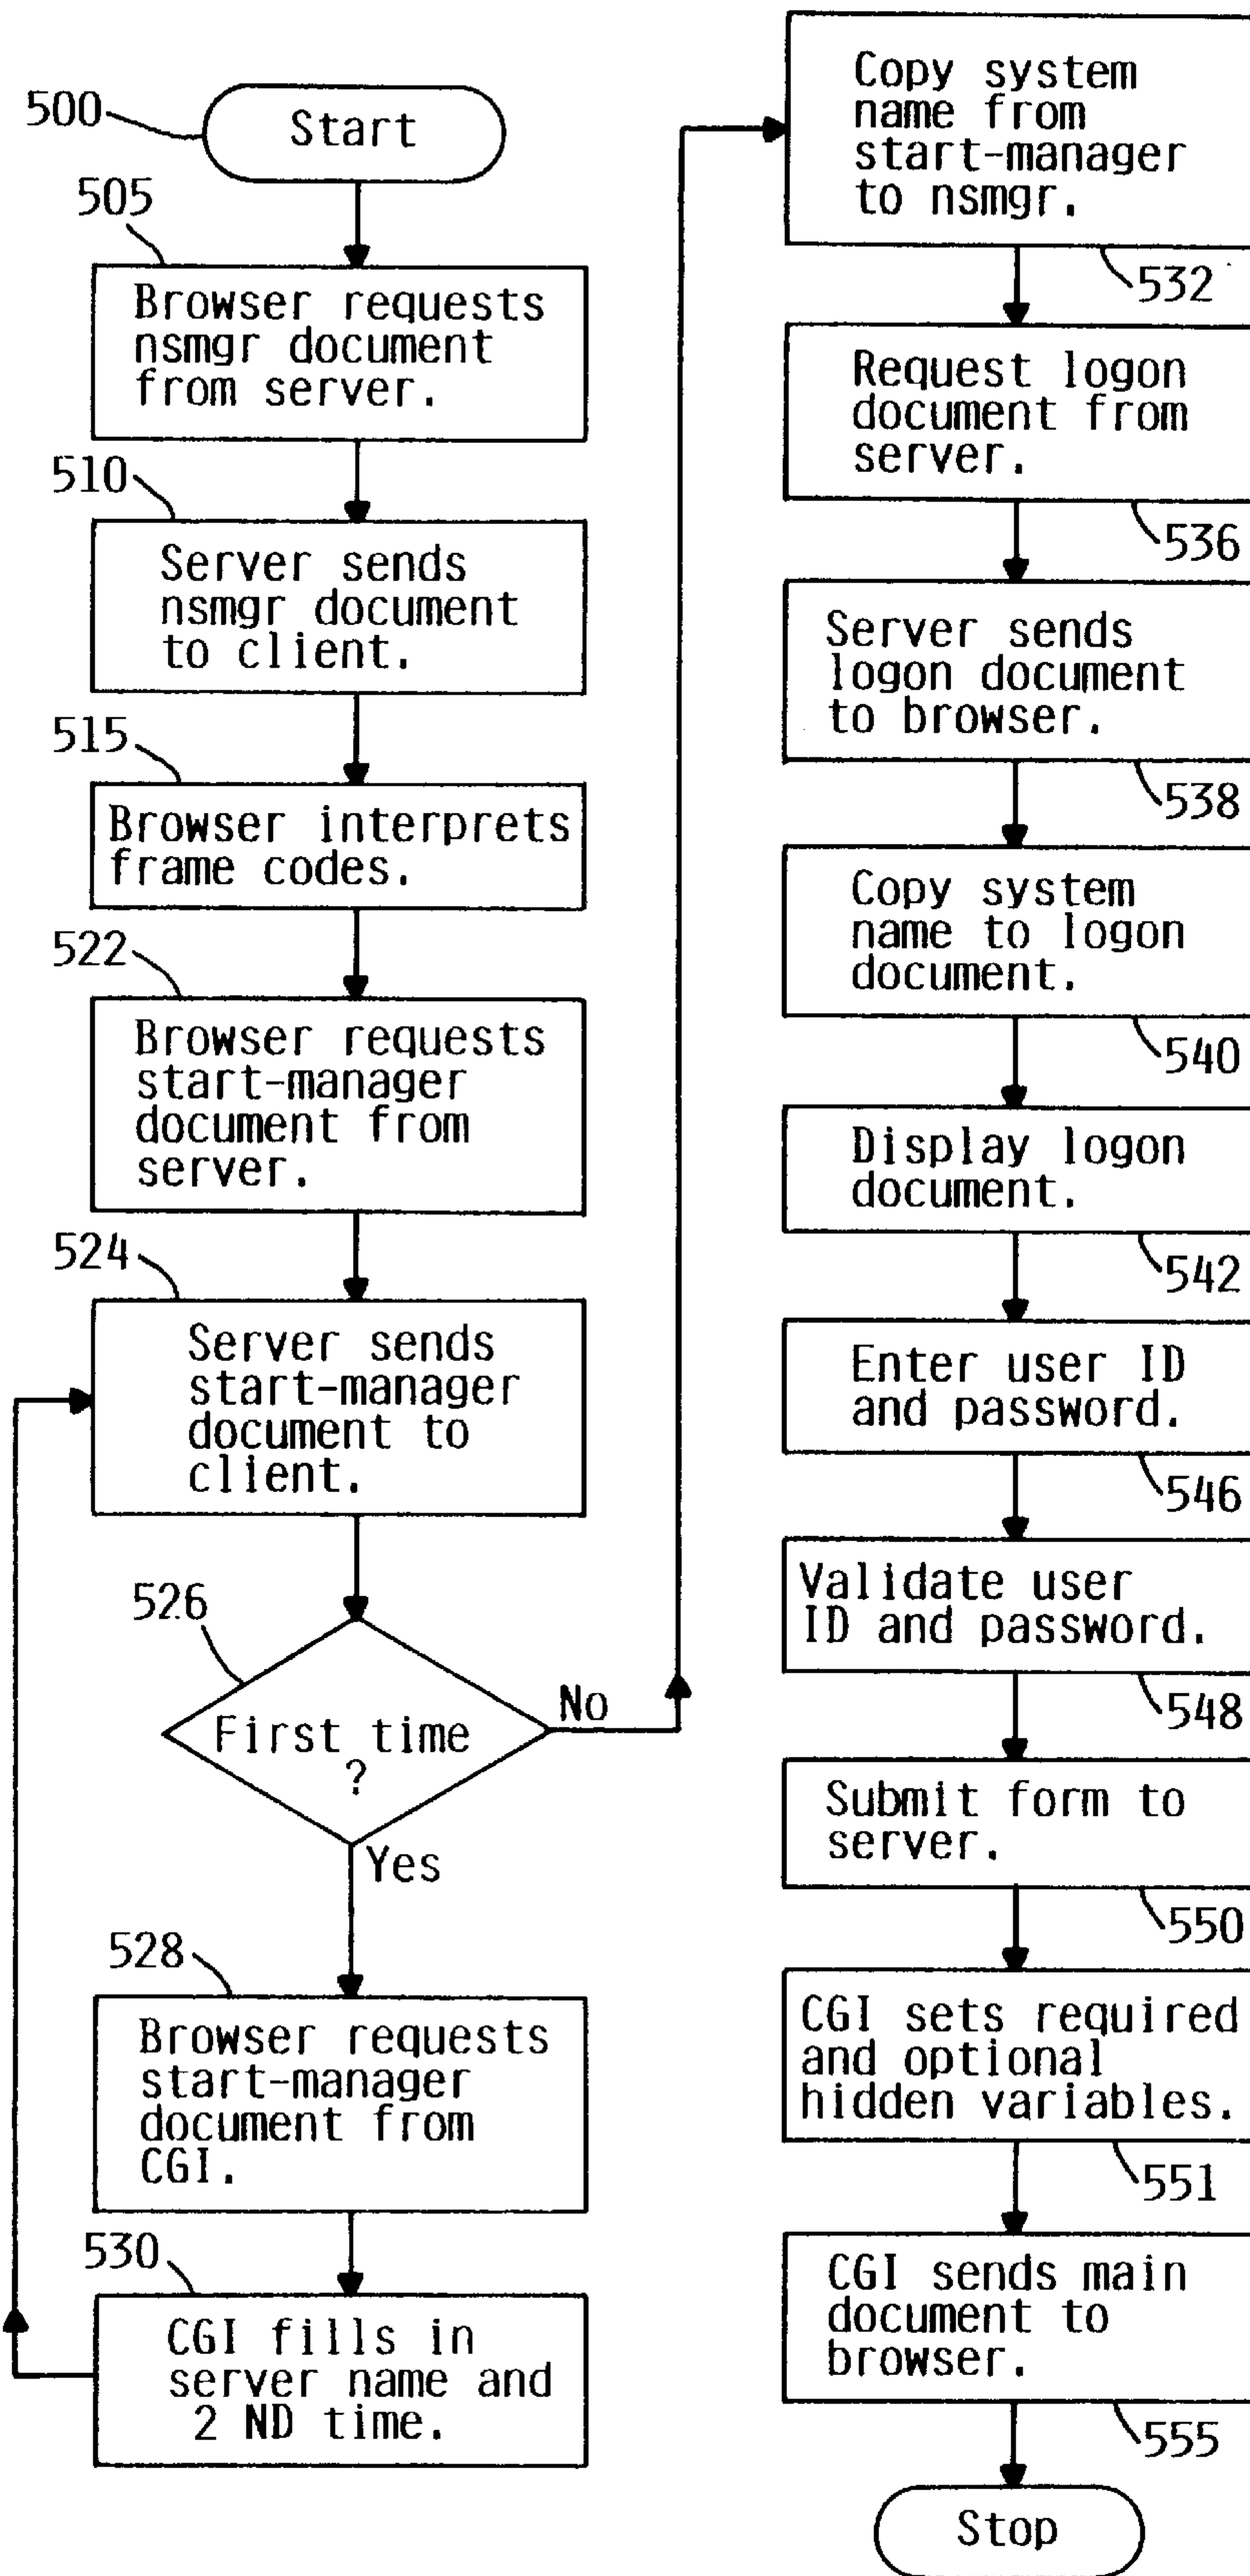 500
Start
505
Browser requests
nsmgr document
from server.
510
Server sends
nsmgr document
to client.
515
Browser interprets
frame codes.
522
Browser requests
start-manager
document from
server.
524
Server sends
start-manager
document to
client.
526
First time
?
No
Yes
528
Browser requests
start-manager
document from
CGI.
530
CGI fills in
server name and
2 ND time.
Copy system
name from
start-manager
to nsmgr.
532
Request logon
document from
server.
536
Server sends
logon document
to browser.
538
Copy system
name to logon
document.
540
Display logon
document.
542
Enter user ID
and password.
546
Validate user
ID and password.
548
Submit form to
server.
550
CGI sets required
and optional
hidden variables.
551
CGI sends main
document to
browser.
555
Stop